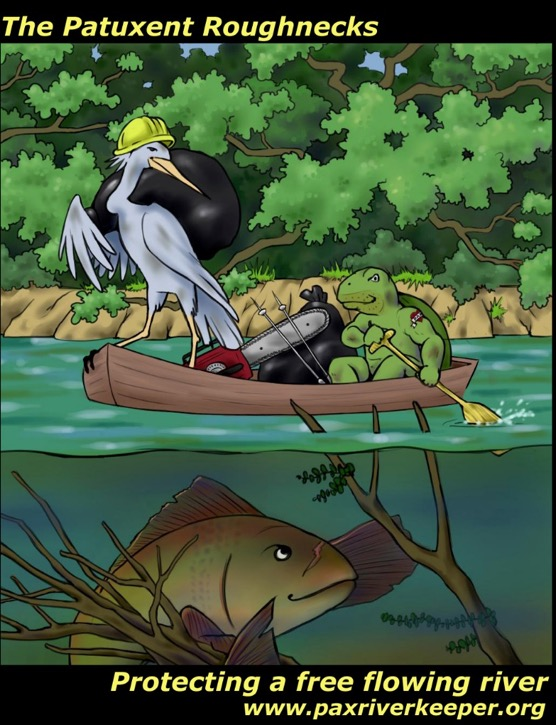 The Patuxent Roughnecks
Protecting a free flowing river
www.paxriverkeeper.org